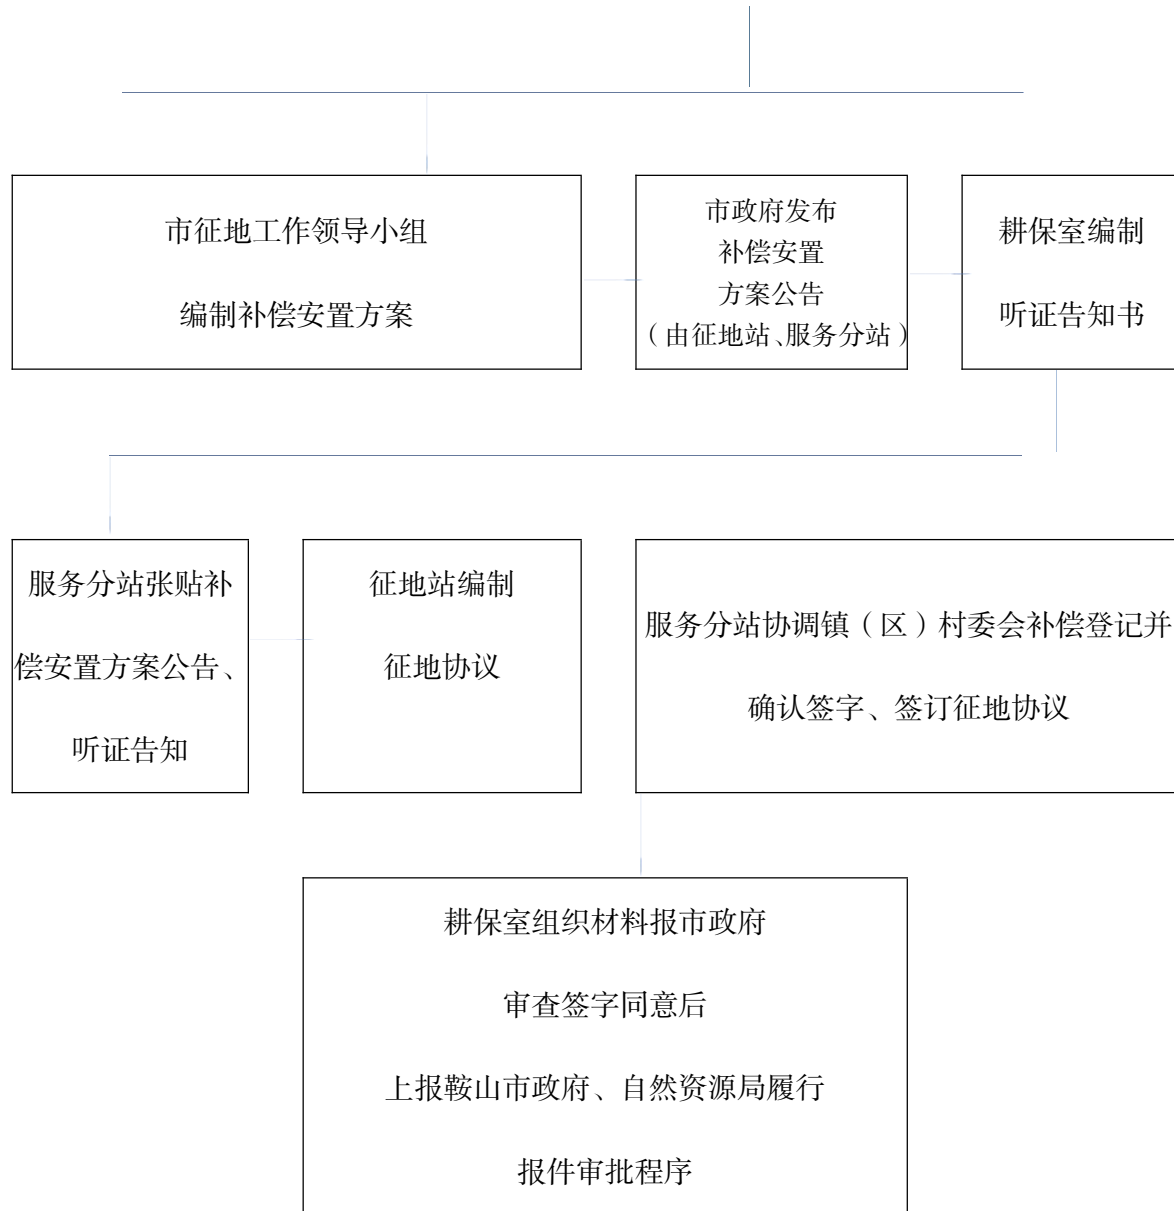 市征地工作领导小组
编制补偿安置方案
市政府发布
补偿安置
方案公告
（由征地站、服务分站）
耕保室编制
听证告知书
服务分站张贴补
偿安置方案公告、
听证告知
征地站编制
征地协议
服务分站协调镇（区）村委会补偿登记并
确认签字、签订征地协议
耕保室组织材料报市政府
审查签字同意后
上报鞍山市政府、自然资源局履行
报件审批程序